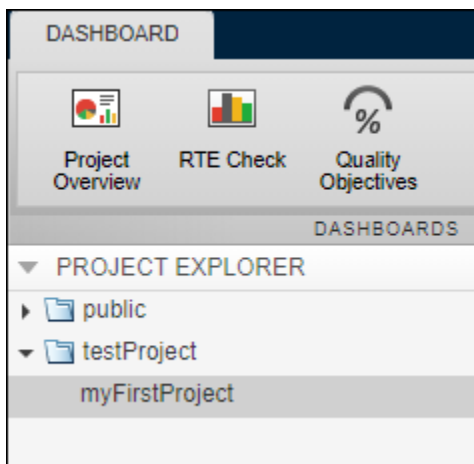 DASHBOARD
Project Overview
RTE Check
%
Quality Objectives
DASHBOARDS
PROJECT EXPLORER
public
testProject
myFirstProject